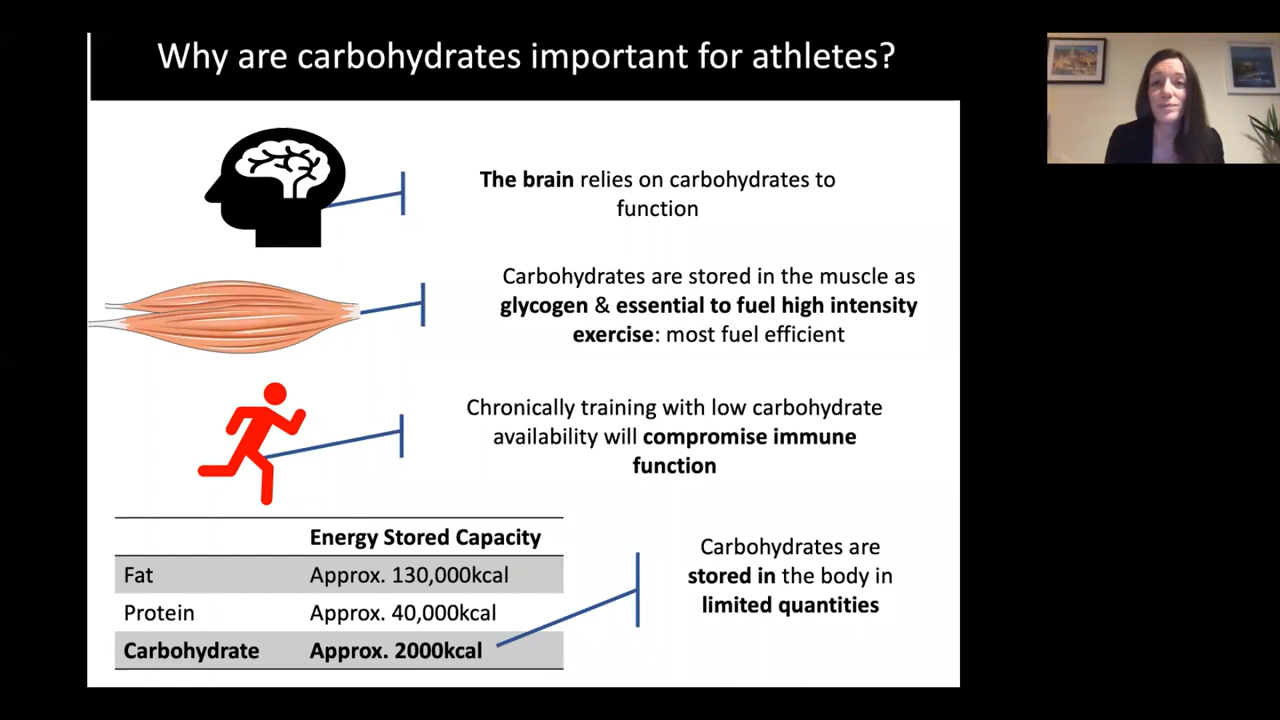 Why are carbohydrates important for athletes?
The brain relies on carbohydrates to
function
Carbohydrates are stored in the muscle as
glycogen & essential to fuel high intensity
exercise: most fuel efficient
Chronically training with low carbohydrate
availability will compromise immune
function
Energy Stored Capacity
Fat Approx. 130,000kcal
Protein Approx. 40,000kcal
Carbohydrate Approx. 2000kcal
Carbohydrates are
stored in the body in
limited quantities